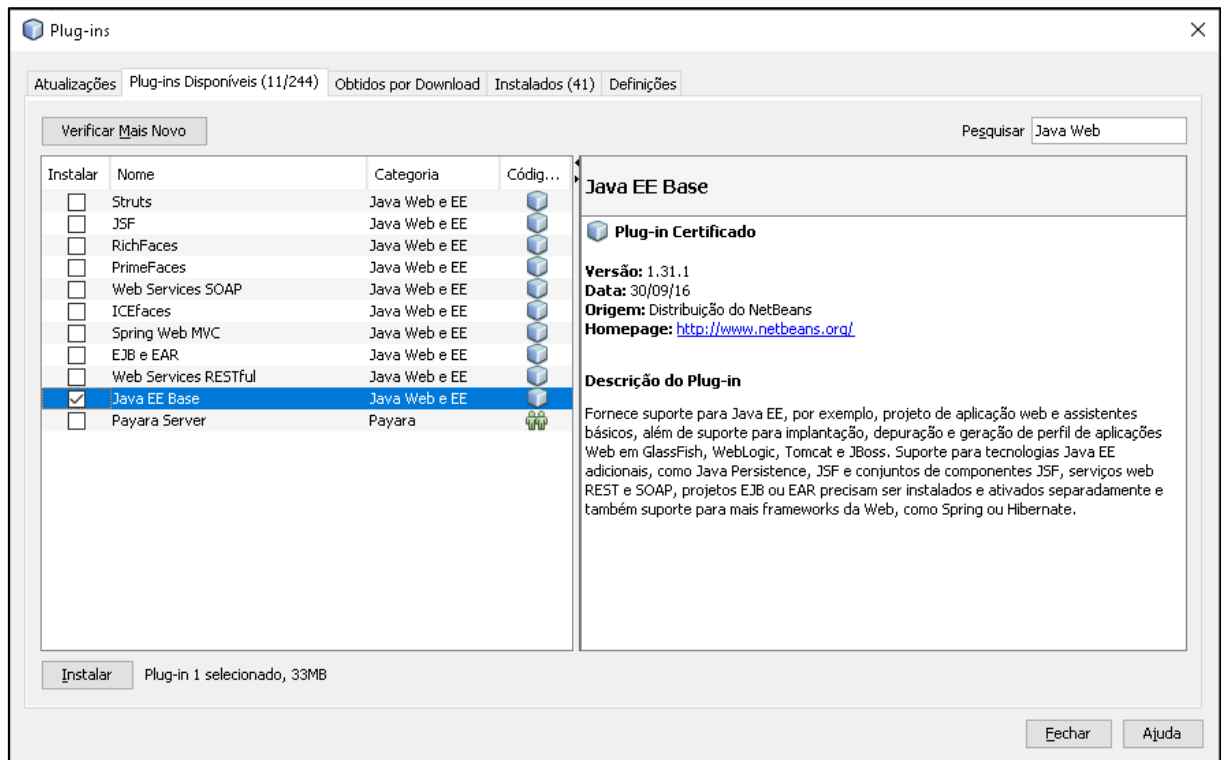 Plug-ins
Atualizações Plug-ins Disponíveis (11/244) Obtidos por Download Instalados (41) Definições
Verificar Mais Novo
Pesquisar Java Web
Instalar Nome Categoria Códig...
Struts Java Web e EE
JSF Java Web e EE
RichFaces Java Web e EE
PrimeFaces Java Web e EE
Web Services SOAP Java Web e EE
ICEfaces Java Web e EE
Spring Web MVC Java Web e EE
EJB e EAR Java Web e EE
Web Services RESTful Java Web e EE
Java EE Base Java Web e EE
Payara Server Payara
Java EE Base
Plug-in Certificado
Versão: 1.31.1
Data: 30/09/16
Origem: Distribuição do NetBeans
Homepage: http://www.netbeans.org/
Descrição do Plug-in
Fornece suporte para Java EE, por exemplo, projeto de aplicação web e assistentes
básicos, além de suporte para implantação, depuração e geração de perfil de aplicações
Web em GlassFish, WebLogic, Tomcat e JBoss. Suporte para tecnologias Java EE
adicionais, como Java Persistence, JSF e conjuntos de componentes JSF, serviços web
REST e SOAP, projetos EJB ou EAR precisam ser instalados e ativados separadamente e
também suporte para mais frameworks da Web, como Spring ou Hibernate.
Instalar Plug-in 1 selecionado, 33MB
Fechar Ajuda